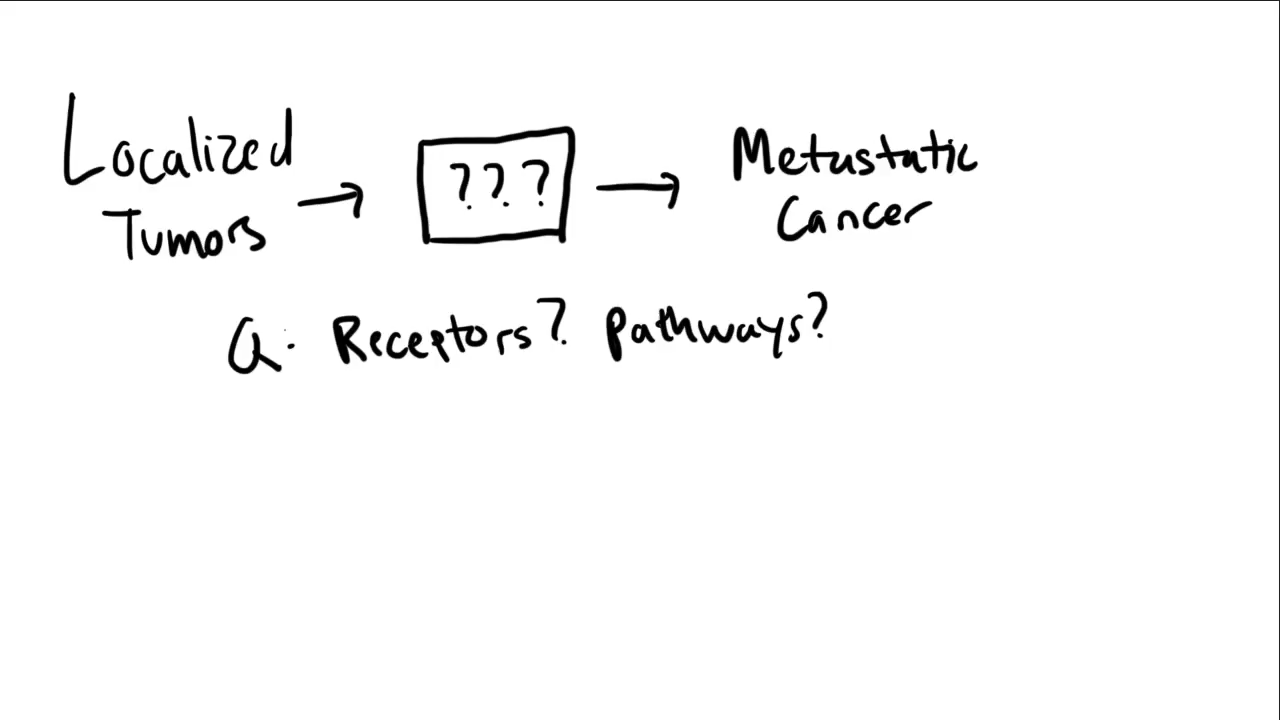 Localized
Tumors → ??? → Metastatic
Cancer
Q: Receptors? Pathways?